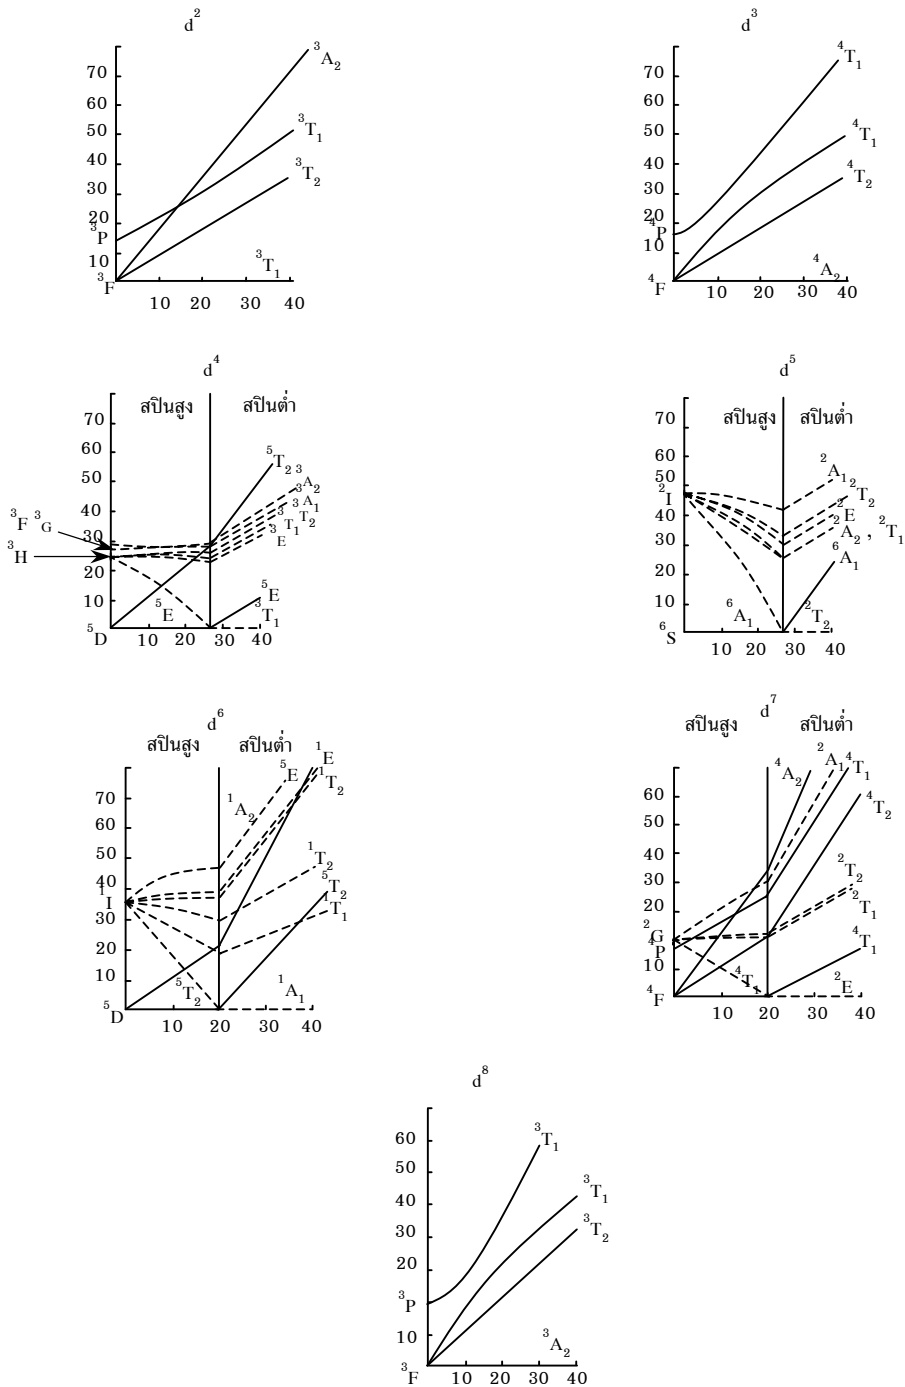 d²
d³
70
60
50
40
30
20
10
³P
³F
³A₂
³T₁
³T₂
³T₁
10 20 30 40
70
60
50
40
30
20
10
⁴P
⁴F
⁴T₁
⁴T₁
⁴T₂
⁴A₂
10 20 30 40
d⁴
d⁵
สปินสูง สปินต่ำ
70
60
50
40
30
20
10
³F ³G
³H
⁵D
⁵T₂
³A₂
³A₁
³T₂
³T₁
³E
⁵E
⁵E
³T₁
10 20 30 40
สปินสูง สปินต่ำ
70
60
50
40
30
20
10
²I
⁶S
²A₁
²T₂
²E
²A₂ , ²T₁
⁶A₁
⁶A₁
²T₂
10 20 30 40
d⁶
d⁷
สปินสูง สปินต่ำ
70
60
50
40
30
20
10
¹I
⁵D
⁵E
¹E
¹T₂
¹A₂
¹T₂
⁵T₂
¹T₁
⁵T₂
¹A₁
10 20 30 40
สปินสูง สปินต่ำ
60
50
40
30
20
10
²G
⁴P
⁴F
⁴A₂
²A₁
⁴T₁
⁴T₂
²T₂
²T₁
⁴T₁
⁴T₁
²E
10 20 30 40
d⁸
60
50
40
30
20
10
³P
³F
³T₁
³T₁
³T₂
³A₂
10 20 30 40